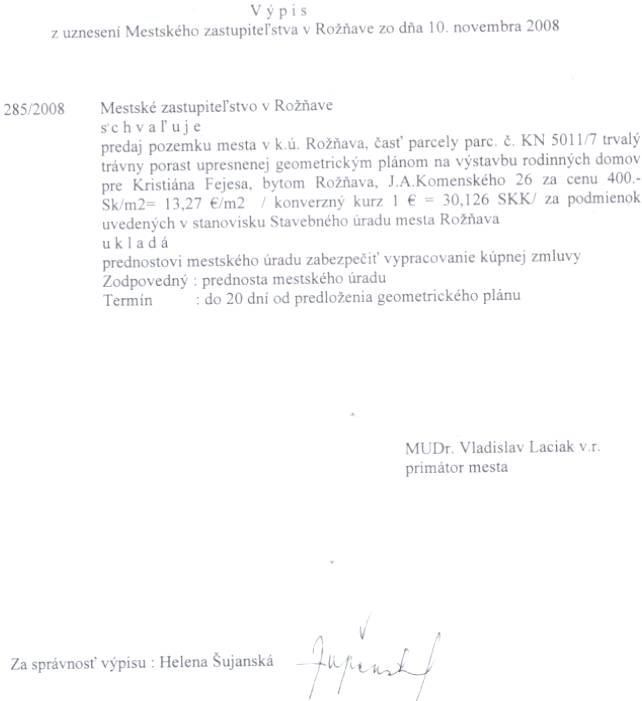 V ý p i s
z uznesení Mestského zastupiteľstva v Rožňave zo dňa 10. novembra 2008
285/2008 Mestské zastupiteľstvo v Rožňave
s c h v a ľ u j e
predaj pozemku mesta v k.ú. Rožňava, časť parcely parc. č. KN 5011/7 trvalý
trávny porast upresnenej geometrickým plánom na výstavbu rodinných domov
pre Kristiána Fejesa, bytom Rožňava, J.A.Komenského 26 za cenu 400.-
Sk/m2= 13,27 €/m2 / konverzný kurz 1 € = 30,126 SKK/ za podmienok
uvedených v stanovisku Stavebného úradu mesta Rožňava
u k l a d á
prednostovi mestského úradu zabezpečiť vypracovanie kúpnej zmluvy
Zodpovedný : prednosta mestského úradu
Termín : do 20 dní od predloženia geometrického plánu
MUDr. Vladislav Laciak v.r.
primátor mesta
Za správnosť výpisu : Helena Šujanská